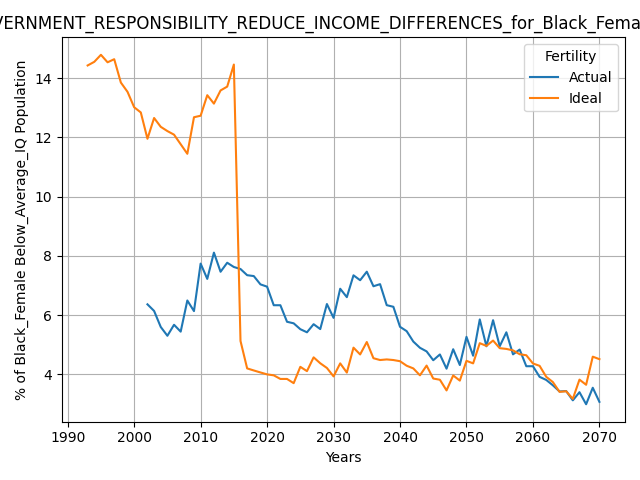 VERNMENT_RESPONSIBILITY_REDUCE_INCOME_DIFFERENCES_for_Black_Fema
Fertility
Actual
Ideal
% of Black_Female Below_Average_IQ Population
14
12
10
8
6
4
1990 2000 2010 2020 2030 2040 2050 2060 2070
Years